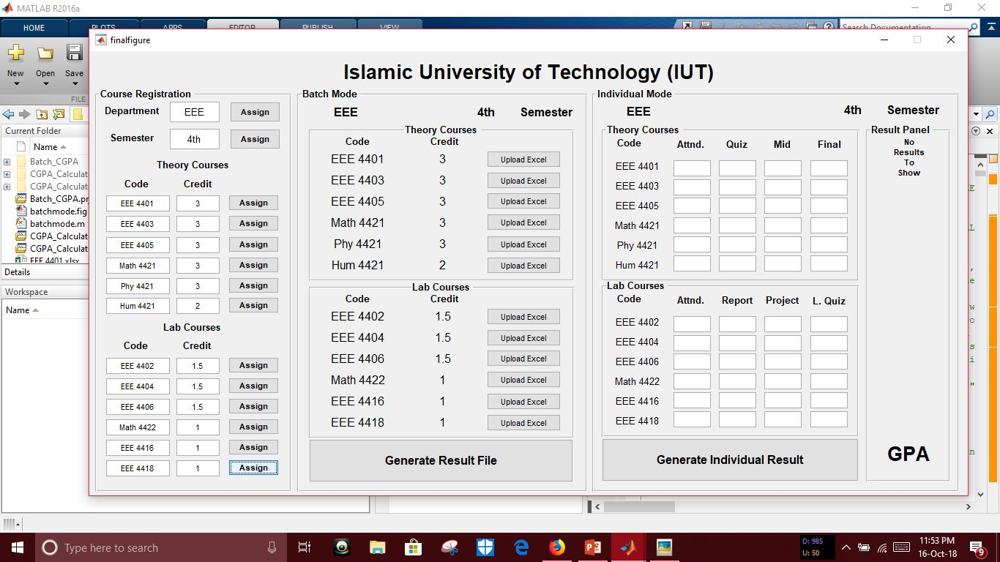 MATLAB R2016a
HOME PLOTS APPS EDITOR PUBLISH VIEW Search Documentation
finalfigure
New Open Save
FILE
Current Folder
Name
Batch_CGPA
CGPA_Calculat
CGPA_Calculat
Batch_CGPA.pr
batchmode.fig
batchmode.m
CGPA_Calculat
CGPA_Calculat
EEE 4401.xlsx
Details
Workspace
Name
Islamic University of Technology (IUT)
Course Registration
Department EEE Assign
Semester 4th Assign
Theory Courses
Code Credit
EEE 4401 3 Assign
EEE 4403 3 Assign
EEE 4405 3 Assign
Math 4421 3 Assign
Phy 4421 3 Assign
Hum 4421 2 Assign
Lab Courses
Code Credit
EEE 4402 1.5 Assign
EEE 4404 1.5 Assign
EEE 4406 1.5 Assign
Math 4422 1 Assign
EEE 4416 1 Assign
EEE 4418 1 Assign
Batch Mode
EEE 4th Semester
Theory Courses
Code Credit
EEE 4401 3 Upload Excel
EEE 4403 3 Upload Excel
EEE 4405 3 Upload Excel
Math 4421 3 Upload Excel
Phy 4421 3 Upload Excel
Hum 4421 2 Upload Excel
Lab Courses
Code Credit
EEE 4402 1.5 Upload Excel
EEE 4404 1.5 Upload Excel
EEE 4406 1.5 Upload Excel
Math 4422 1 Upload Excel
EEE 4416 1 Upload Excel
EEE 4418 1 Upload Excel
Generate Result File
Individual Mode
EEE 4th Semester
Theory Courses
Code Attnd. Quiz Mid Final
EEE 4401
EEE 4403
EEE 4405
Math 4421
Phy 4421
Hum 4421
Lab Courses
Code Attnd. Report Project L. Quiz
EEE 4402
EEE 4404
EEE 4406
Math 4422
EEE 4416
EEE 4418
Generate Individual Result
Result Panel
No
Results
To
Show
GPA
Type here to search
D: 985
U: 50
11:53 PM
16-Oct-18
9